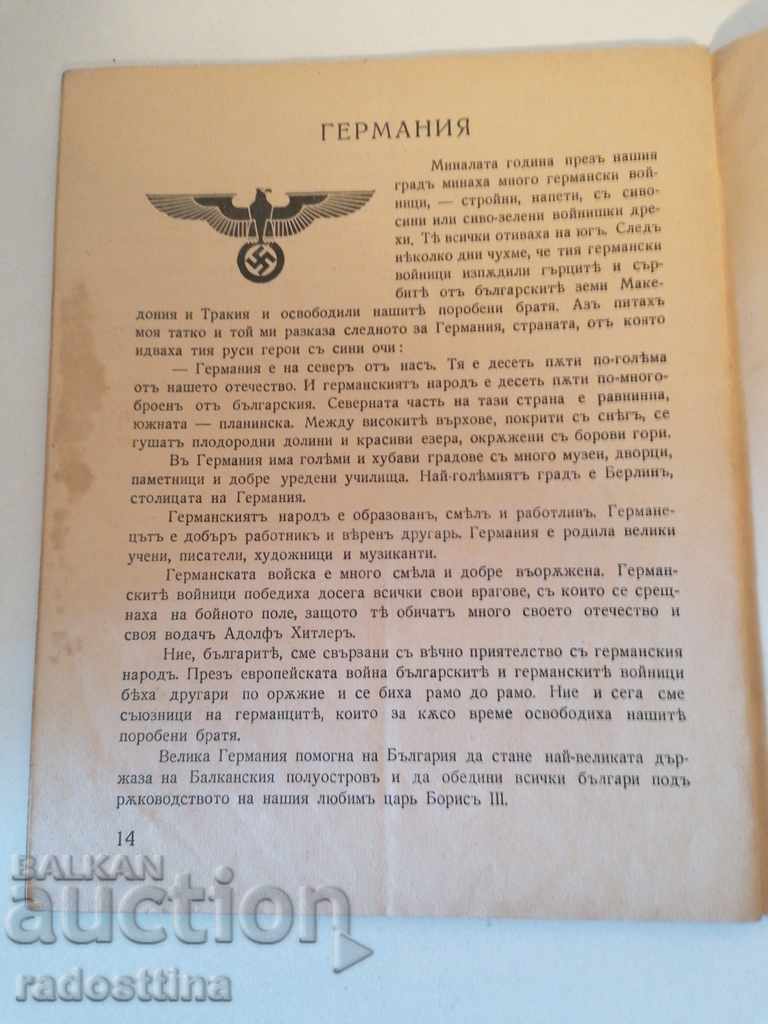 ГЕРМАНИЯ
Миналата година презъ нашия
градъ минаха много германски вой-
ници, — стройни, напети, съ сиво-
сини или сиво-зелени войнишки дре-
хи. Тѣ всички отиваха на югъ. Следъ
нѣколко дни чухме, че тия германски
войници изпѫдили гърцитѣ и сър-
битѣ отъ българскитѣ земи Маке-
дония и Тракия и освободили нашитѣ поробени братя. Азъ питахъ
моя татко и той ми разказа следното за Германия, страната, отъ която
идваха тия руси герои съ сини очи:
— Германия е на северъ отъ насъ. Тя е десеть пѫти по-голѣма
отъ нашето отечество. И германскиятъ народъ е десеть пѫти по-много-
броенъ отъ българския. Северната часть на тази страна е равнинна,
южната — планинска. Между високитѣ върхове, покрити съ снѣгъ, се
гушатъ плодородни долини и красиви езера, окрѫжени съ борови гори.
Въ Германия има голѣми и хубави градове съ много музеи, дворци,
паметници и добре уредени училища. Най-голѣмиятъ градъ е Берлинъ,
столицата на Германия.
Германскиятъ народъ е образованъ, смѣлъ и работливъ. Германе-
цътъ е добъръ работникъ и вѣренъ другарь. Германия е родила велики
учени, писатели, художници и музиканти.
Германската войска е много смѣла и добре въорѫжена. Герман-
скитѣ войници победиха досега всички свои врагове, съ които се срещ-
наха на бойното поле, защото тѣ обичатъ много своето отечество и
своя водачъ Адолфъ Хитлеръ.
Ние, българитѣ, сме свързани съ вѣчно приятелство съ германския
народъ. Презъ европейската война българскитѣ и германскитѣ войници
бѣха другари по орѫжие и се биха рамо до рамо. Ние и сега сме
съюзници на германцитѣ, които за кѫсо време освободиха нашитѣ
поробени братя.
Велика Германия помогна на България да стане най-великата дър-
жаза на Балканския полуостровъ и да обедини всички българи подъ
рѫководството на нашия любимъ царь Борисъ III.
14
BALKAN
auction
radosttina